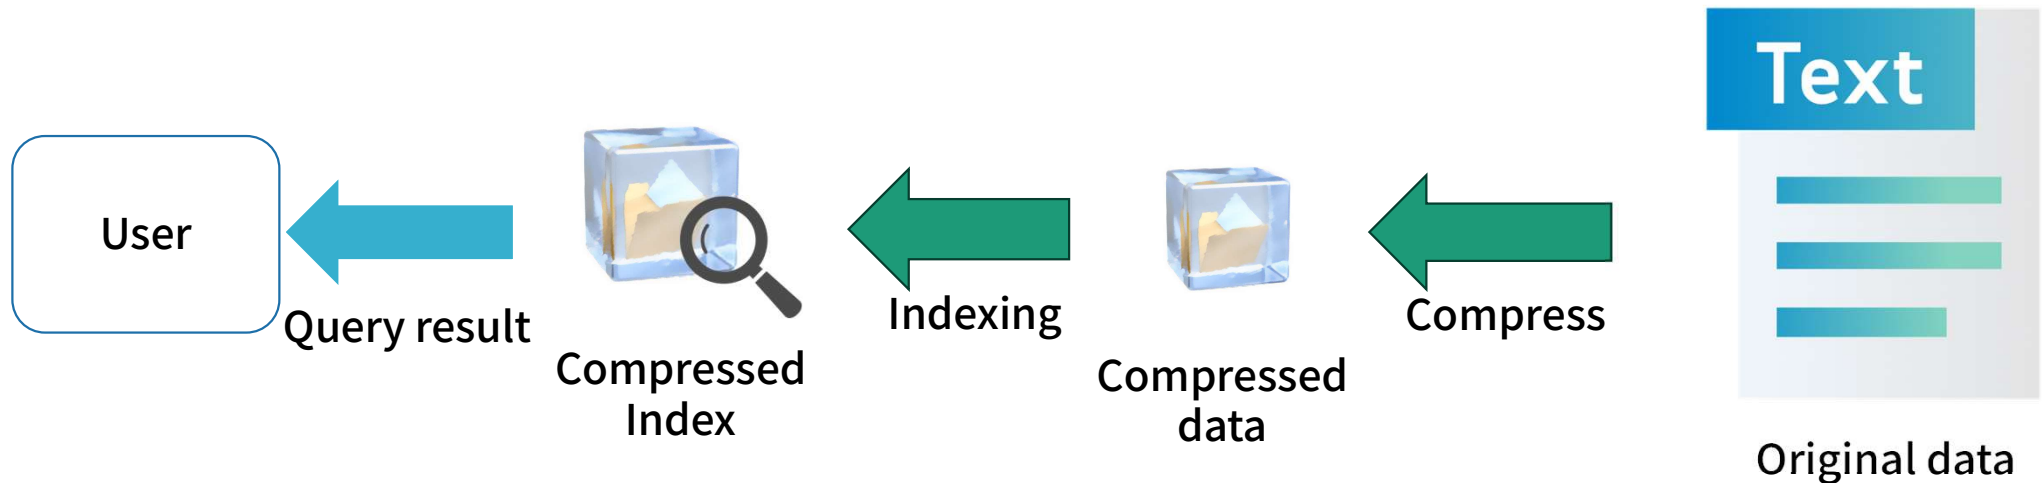 Text
User
Query result
Compressed
Index
Indexing
Compressed
data
Compress
Original data